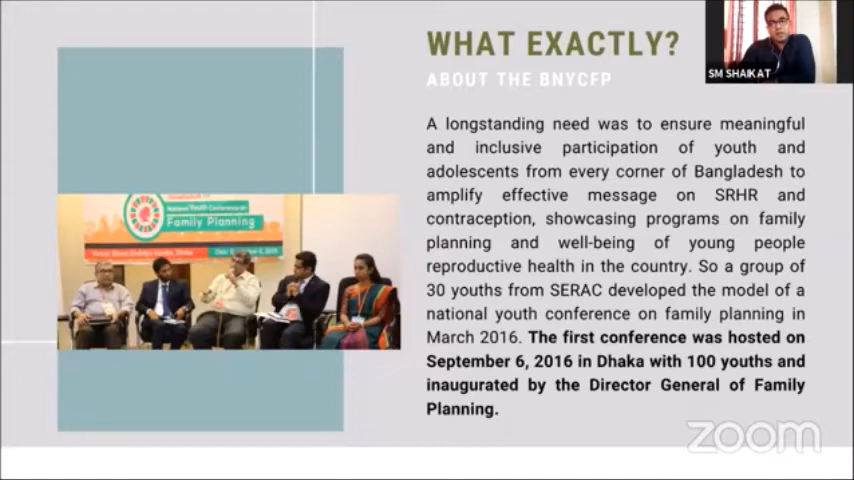 WHAT EXACTLY?
SM SHAIKAT
ABOUT THE BNYCFP
A longstanding need was to ensure meaningful
and inclusive participation of youth and
adolescents from every corner of Bangladesh to
amplify effective message on SRHR and
contraception, showcasing programs on family
planning and well-being of young people
reproductive health in the country. So a group of
30 youths from SERAC developed the model of a
national youth conference on family planning in
March 2016. The first conference was hosted on
September 6, 2016 in Dhaka with 100 youths and
inaugurated by the Director General of Family
Planning.
National Youth Conference on
Family Planning
zoom